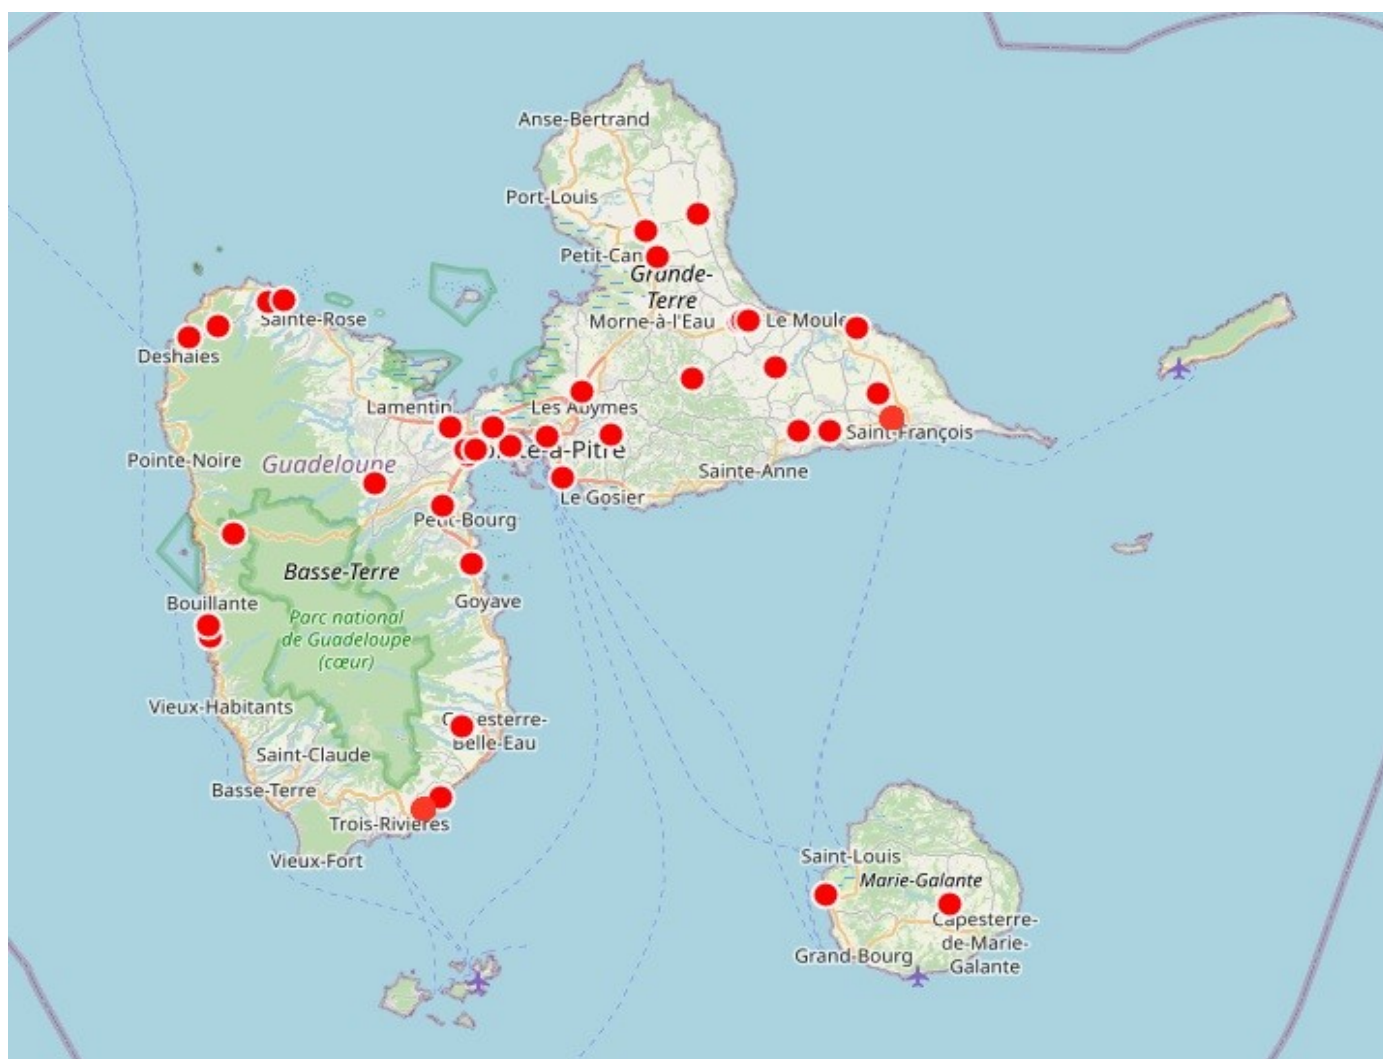 Anse-Bertrand
Port-Louis
Petit-Can
Grande-
Terre
Morne-à-l'Eau
Le Moule
Sainte-Rose
Deshaies
Lamentin
Les Abymes
Saint-François
Pointe-Noire
Guadeloupe
ointe-à-Pitre
Sainte-Anne
Le Gosier
Petit-Bourg
Basse-Terre
Bouillante
Goyave
Parc national
de Guadeloupe
(cœur)
Vieux-Habitants
Capesterre-
Belle-Eau
Saint-Claude
Basse-Terre
Trois-Rivières
Vieux-Fort
Saint-Louis
Marie-Galante
Capesterre-
de-Marie-
Galante
Grand-Bourg